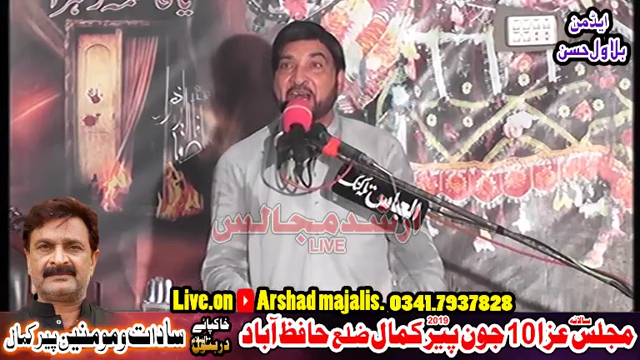 ایڈمن
بلاول حسن
العباس
ارشد مجالس
LIVE
Live.on Arshad majalis. 0341.7937828
سالانہ مجلس عزا 10 جون 2019 پیر کمال ضلع حافظ آباد
سادات و مومنین پیر کمال